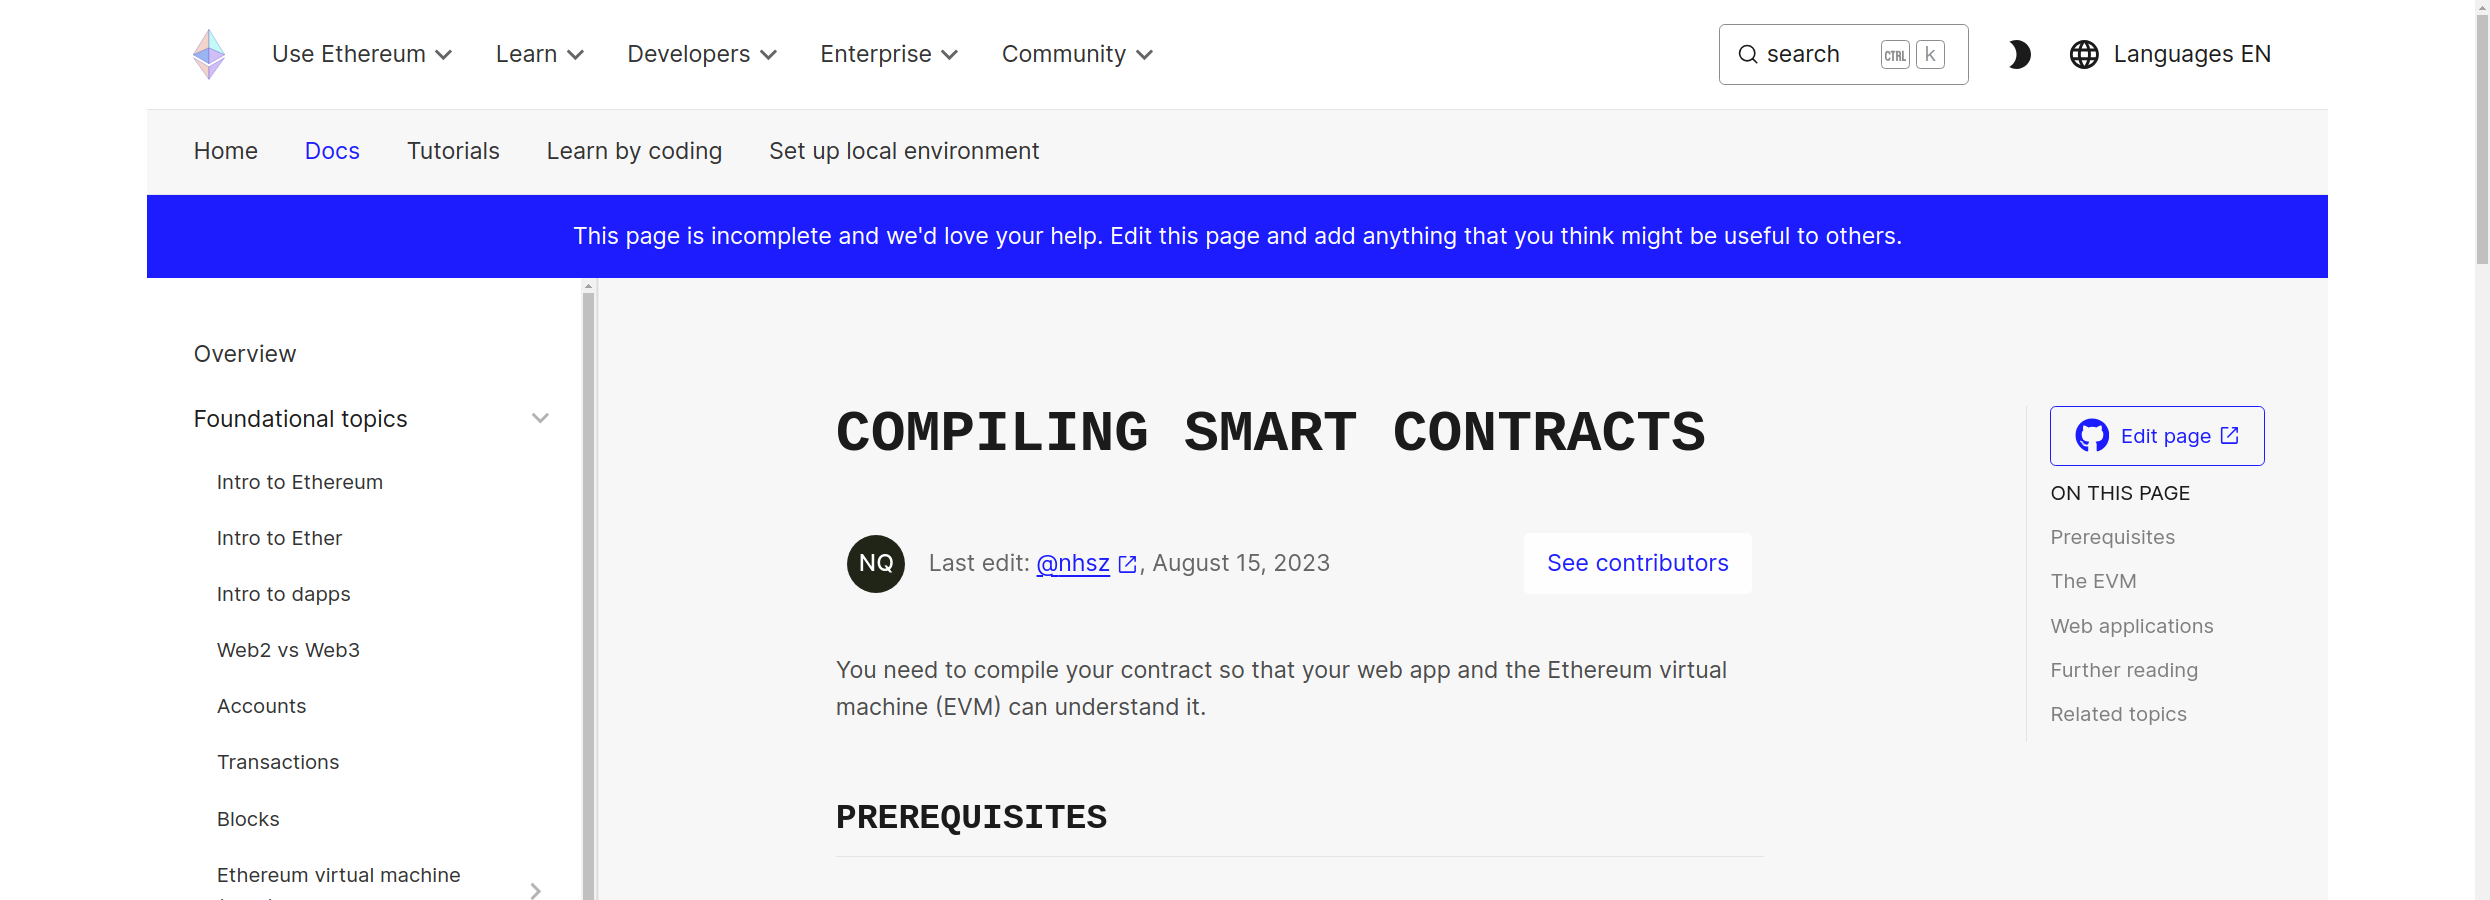 Use Ethereum Learn Developers Enterprise Community search CTRL k Languages EN
Home Docs Tutorials Learn by coding Set up local environment
This page is incomplete and we'd love your help. Edit this page and add anything that you think might be useful to others.
Overview
Foundational topics
Intro to Ethereum
Intro to Ether
Intro to dapps
Web2 vs Web3
Accounts
Transactions
Blocks
Ethereum virtual machine
COMPILING SMART CONTRACTS
NQ Last edit: @nhsz, August 15, 2023 See contributors
You need to compile your contract so that your web app and the Ethereum virtual
machine (EVM) can understand it.
PREREQUISITES
Edit page
ON THIS PAGE
Prerequisites
The EVM
Web applications
Further reading
Related topics